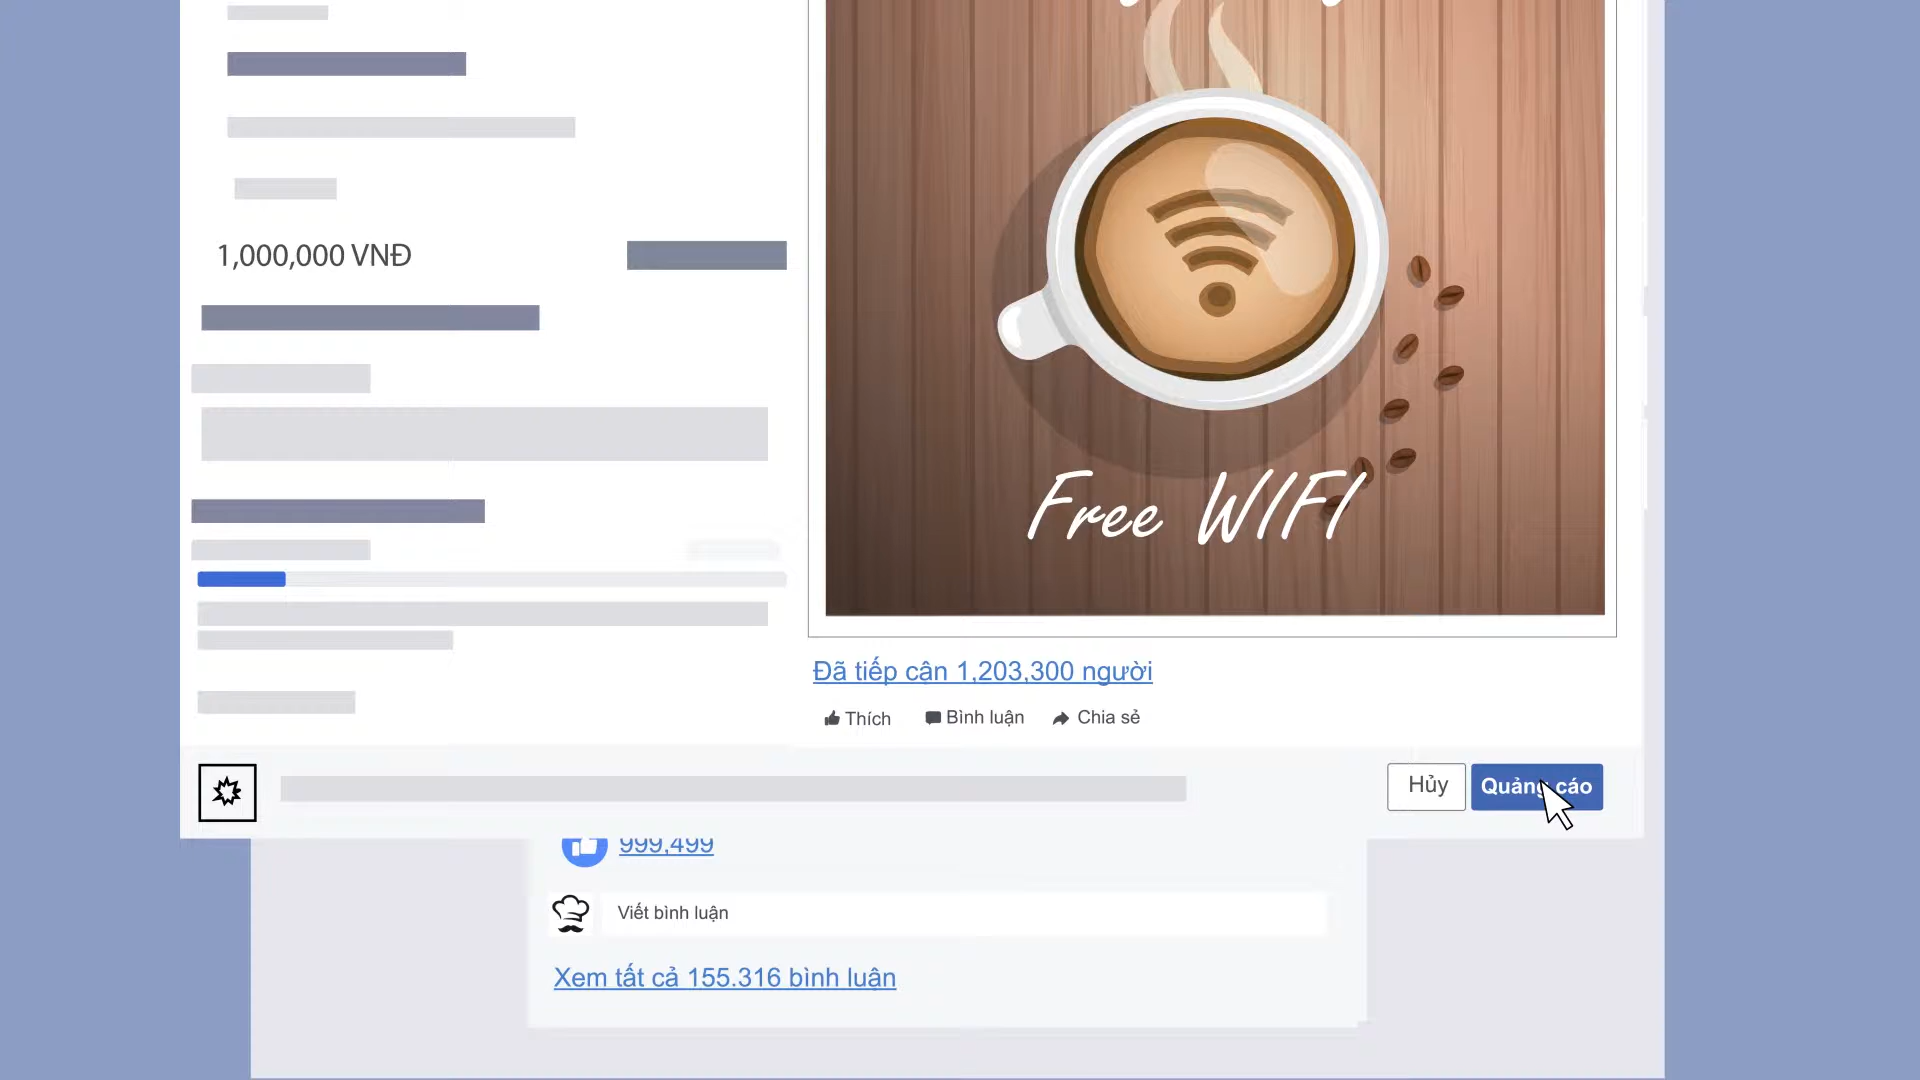 1,000,000 VNĐ
Free WIFI
Đã tiếp cận 1,203,300 người
Thích
Bình luận
Chia sẻ
Hủy
Quảng cáo
999,499
Viết bình luận
Xem tất cả 155.316 bình luận